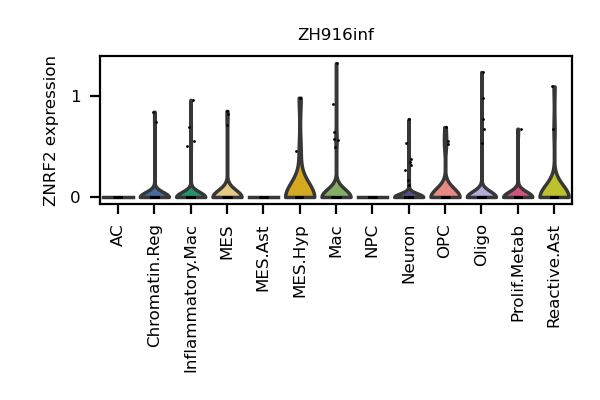 ZH916inf
ZNRF2 expression
1
0
AC
Chromatin.Reg
Inflammatory.Mac
MES
MES.Ast
MES.Hyp
Mac
NPC
Neuron
OPC
Oligo
Prolif.Metab
Reactive.Ast